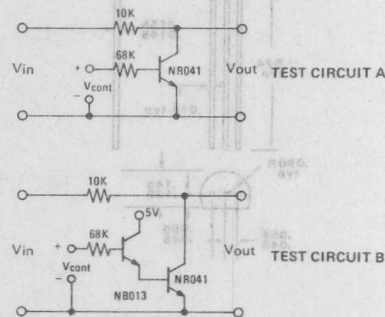 10K
68K
Vin
+
Vcont
−
NR041
Vout
TEST CIRCUIT A
10K
5V
68K
Vin
+
Vcont
−
NB013
NR041
Vout
TEST CIRCUIT B